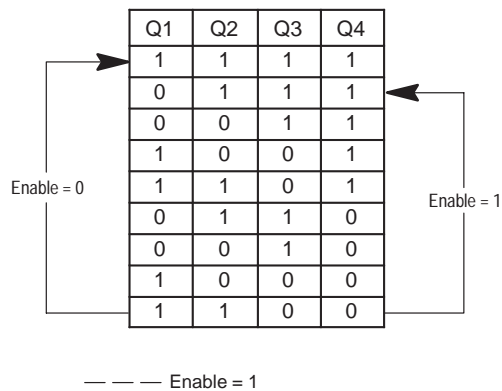 Q1 Q2 Q3 Q4
1 1 1 1
0 1 1 1
0 0 1 1
1 0 0 1
Enable = 0
1 1 0 1
Enable = 1
0 1 1 0
0 0 1 0
1 0 0 0
1 1 0 0
— — — Enable = 1